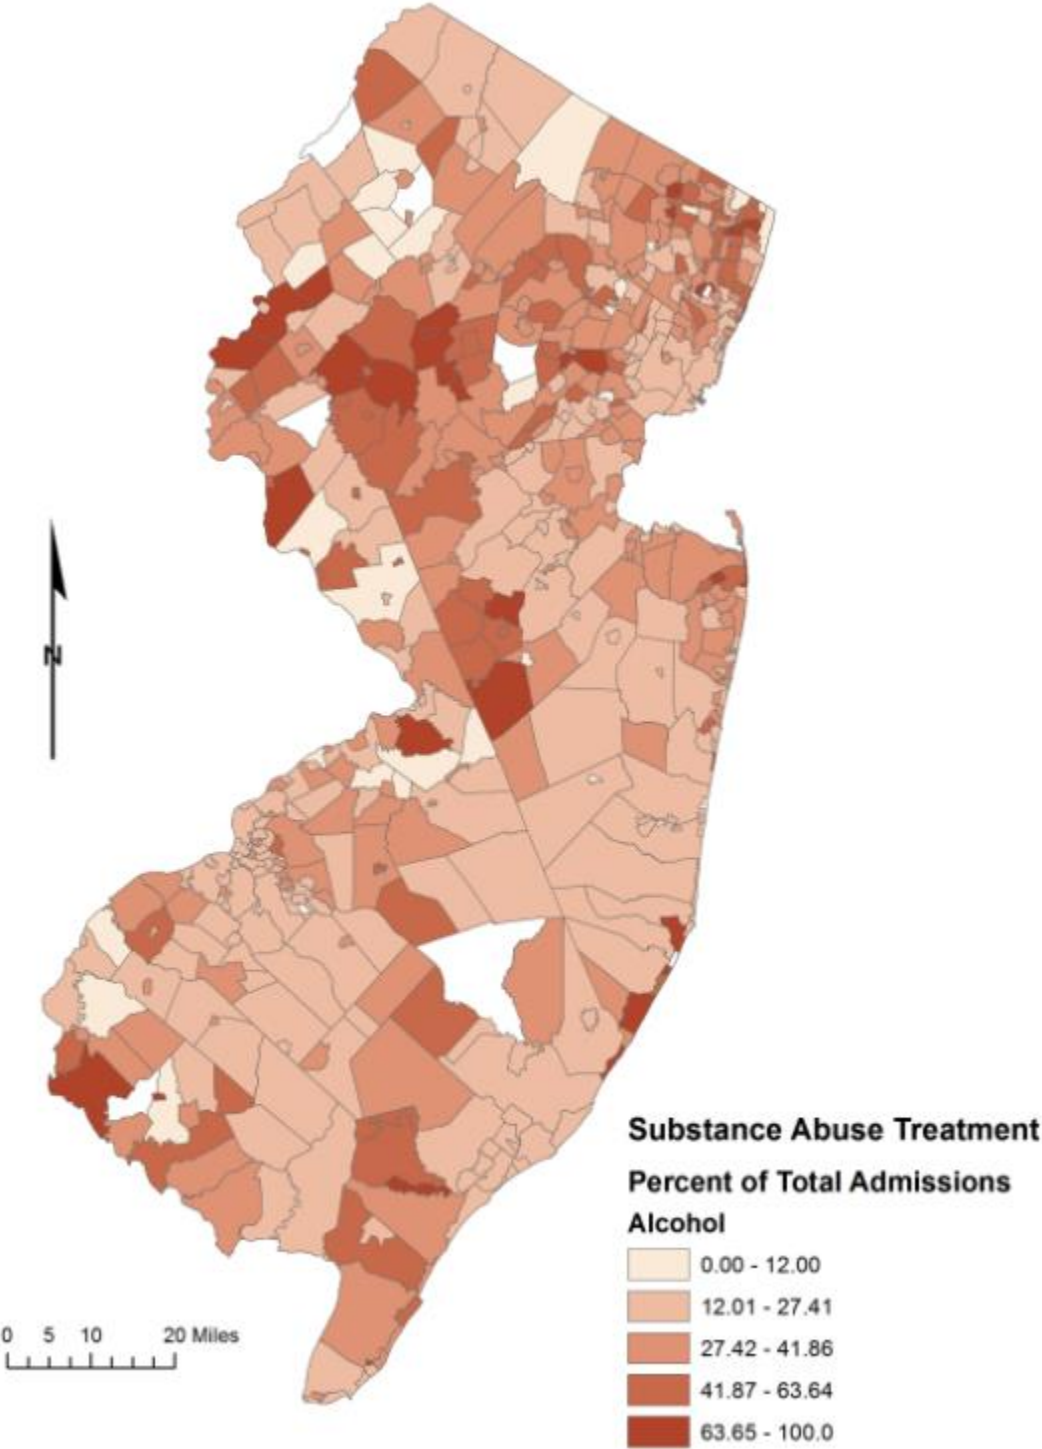 N
Substance Abuse Treatment
Percent of Total Admissions
Alcohol
0.00 - 12.00
12.01 - 27.41
27.42 - 41.86
41.87 - 63.64
63.65 - 100.0
0 5 10 20 Miles